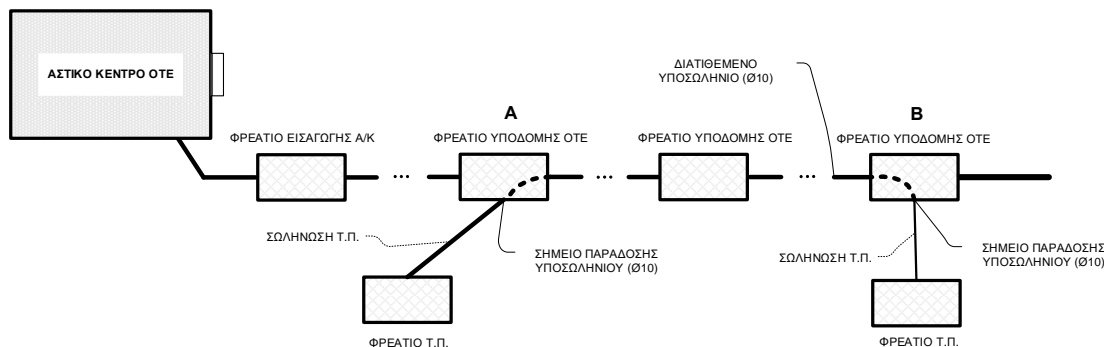 ΑΣΤΙΚΟ ΚΕΝΤΡΟ ΟΤΕ
ΔΙΑΤΙΘΕΜΕΝΟ
ΥΠΟΣΩΛΗΝΙΟ (Ø10)
A
B
ΦΡΕΑΤΙΟ ΕΙΣΑΓΩΓΗΣ Α/Κ
ΦΡΕΑΤΙΟ ΥΠΟΔΟΜΗΣ ΟΤΕ
ΦΡΕΑΤΙΟ ΥΠΟΔΟΜΗΣ ΟΤΕ
ΦΡΕΑΤΙΟ ΥΠΟΔΟΜΗΣ ΟΤΕ
...
...
...
ΣΩΛΗΝΩΣΗ Τ.Π.
ΣΗΜΕΙΟ ΠΑΡΑΔΟΣΗΣ
ΥΠΟΣΩΛΗΝΙΟΥ (Ø10)
ΣΩΛΗΝΩΣΗ Τ.Π.
ΣΗΜΕΙΟ ΠΑΡΑΔΟΣΗΣ
ΥΠΟΣΩΛΗΝΙΟΥ (Ø10)
ΦΡΕΑΤΙΟ Τ.Π.
ΦΡΕΑΤΙΟ Τ.Π.